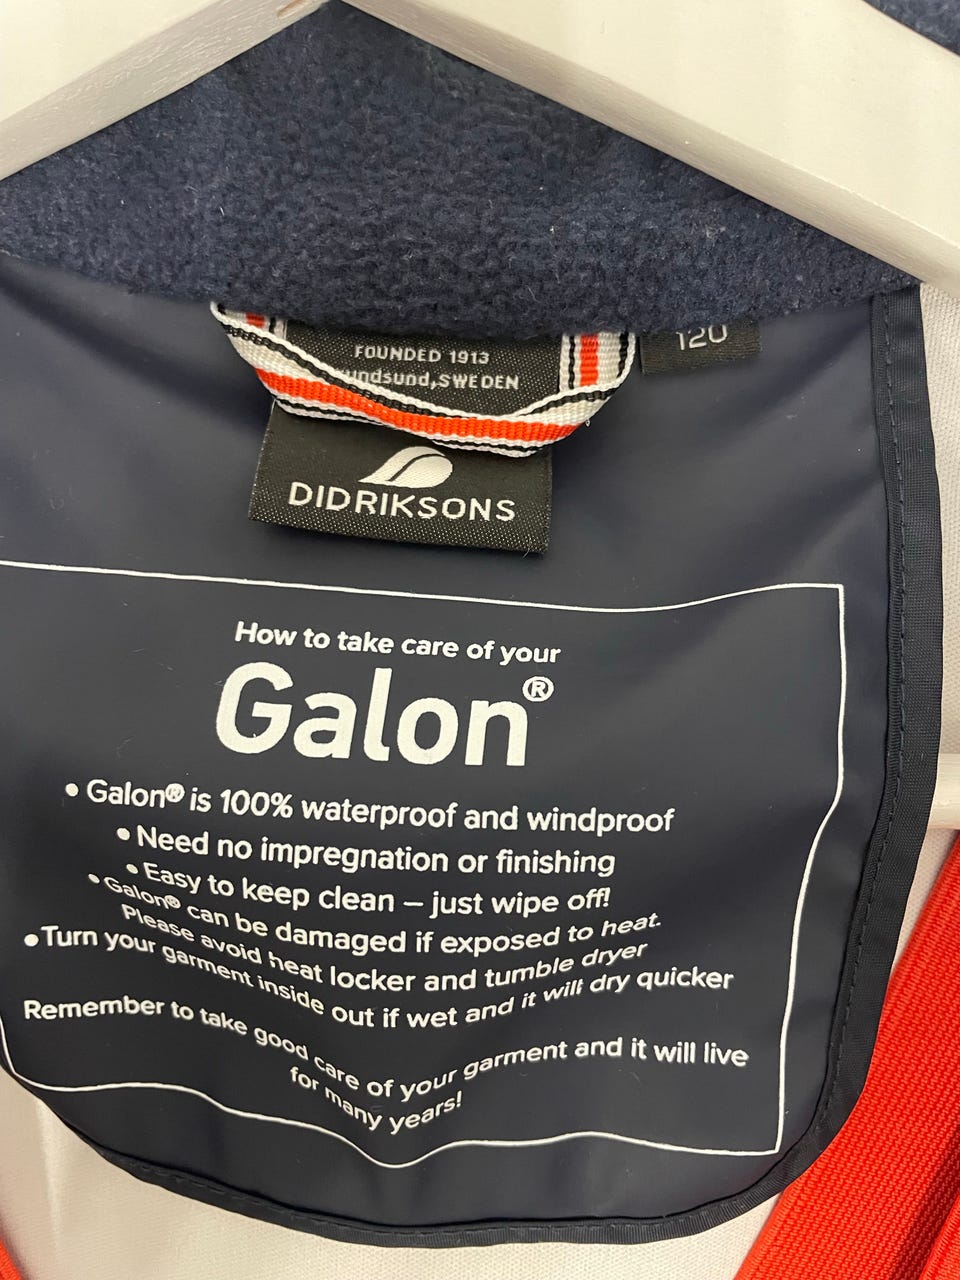 FOUNDED 1913
SWEDEN
120
DIDRIKSONS
How to take care of your
Galon®
• Galon® is 100% waterproof and windproof
• Need no impregnation or finishing
• Easy to keep clean – just wipe off!
• Galon® can be damaged if exposed to heat.
Please avoid heat locker and tumble dryer
• Turn your garment inside out if wet and it will dry quicker
Remember to take good care of your garment and it will live
for many years!